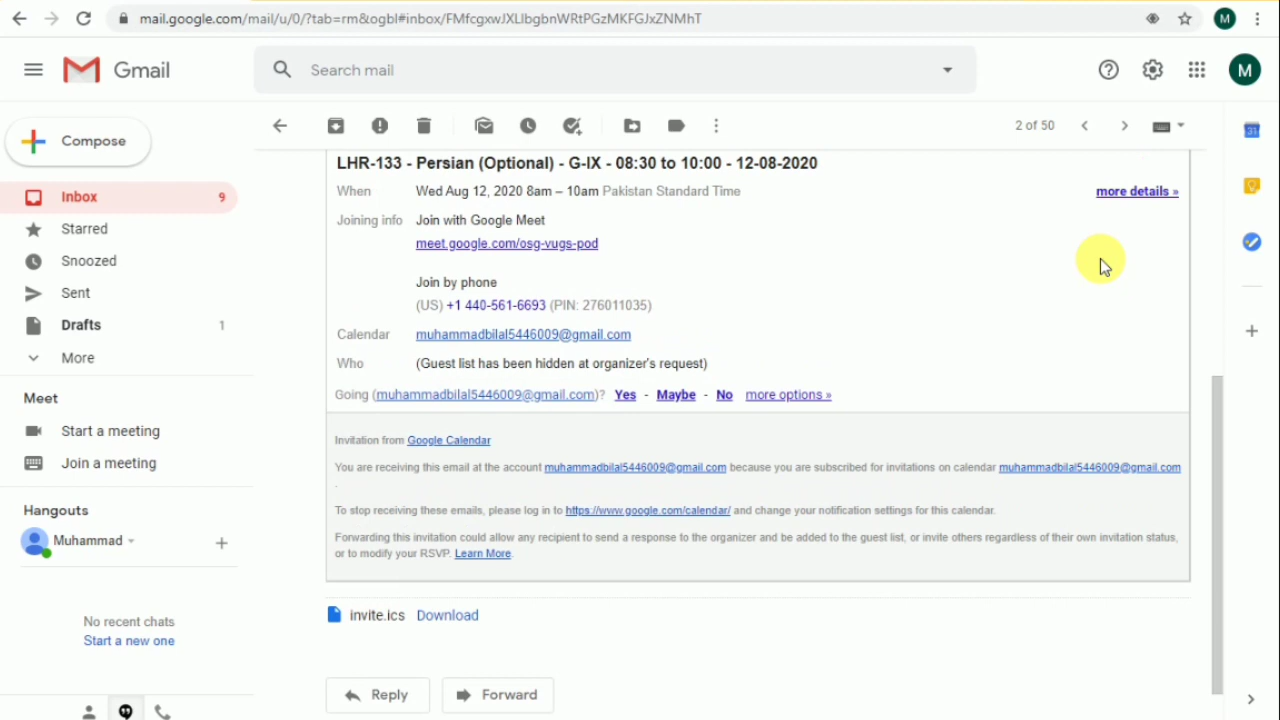 mail.google.com/mail/u/0/?tab=rm&ogbl#inbox/FMfcgxwJXLlbgbnWRtPGzMKFGJxZNMhT
M
Gmail
Search mail
M
Compose
2 of 50
Inbox 9
Starred
Snoozed
Sent
Drafts 1
More
Meet
Start a meeting
Join a meeting
Hangouts
Muhammad
No recent chats
Start a new one
LHR-133 - Persian (Optional) - G-IX - 08:30 to 10:00 - 12-08-2020
When Wed Aug 12, 2020 8am – 10am Pakistan Standard Time more details »
Joining info Join with Google Meet
meet.google.com/osg-vugs-pod
Join by phone
(US) +1 440-561-6693 (PIN: 276011035)
Calendar muhammadbilal5446009@gmail.com
Who (Guest list has been hidden at organizer's request)
Going (muhammadbilal5446009@gmail.com)? Yes - Maybe - No more options »
Invitation from Google Calendar
You are receiving this email at the account muhammadbilal5446009@gmail.com because you are subscribed for invitations on calendar muhammadbilal5446009@gmail.com
.
To stop receiving these emails, please log in to https://www.google.com/calendar/ and change your notification settings for this calendar.
Forwarding this invitation could allow any recipient to send a response to the organizer and be added to the guest list, or invite others regardless of their own invitation status,
or to modify your RSVP. Learn More.
invite.ics Download
Reply Forward
31